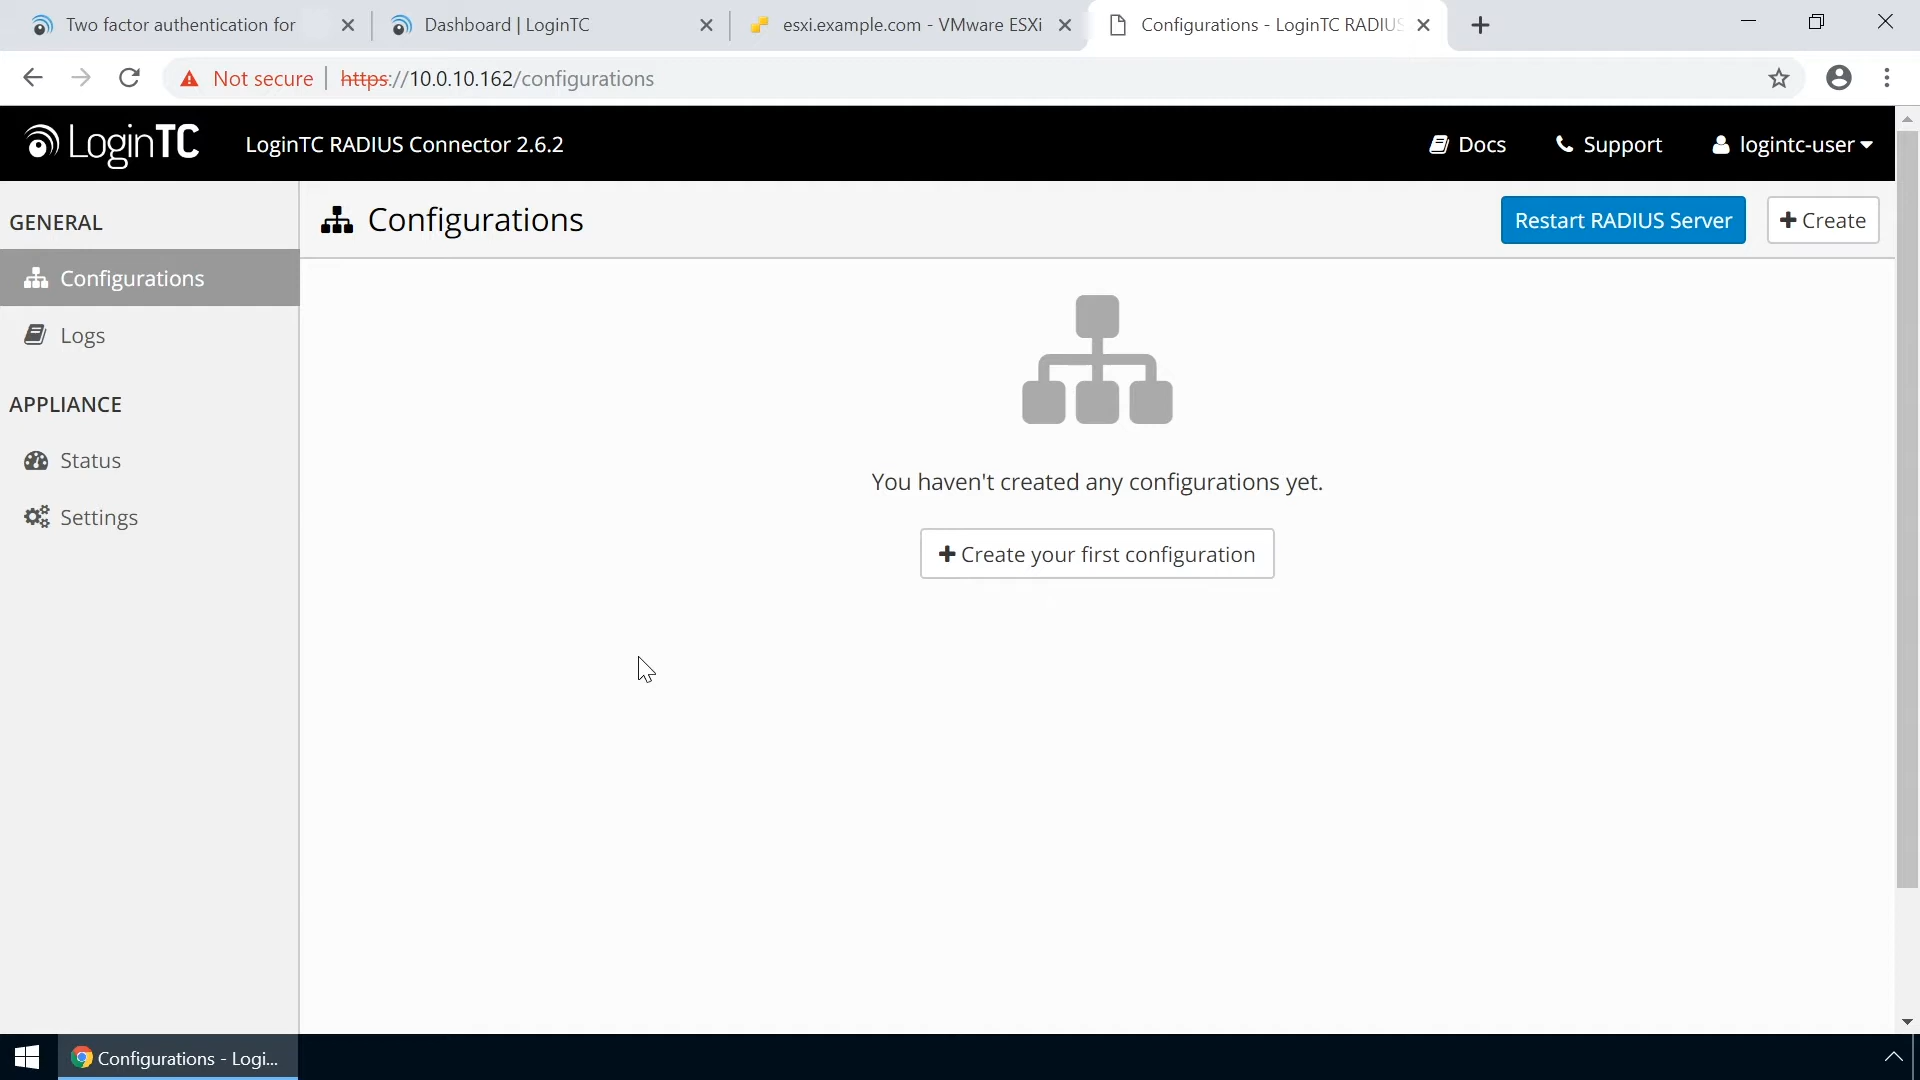 Two factor authentication for
Dashboard | LoginTC
esxi.example.com - VMware ESXi
Configurations - LoginTC RADIUS
Not secure
https://10.0.10.162/configurations
LoginTC
LoginTC RADIUS Connector 2.6.2
Docs
Support
logintc-user
GENERAL
Configurations
Logs
APPLIANCE
Status
Settings
Configurations
Restart RADIUS Server
Create
You haven't created any configurations yet.
Create your first configuration
Configurations - Logi...